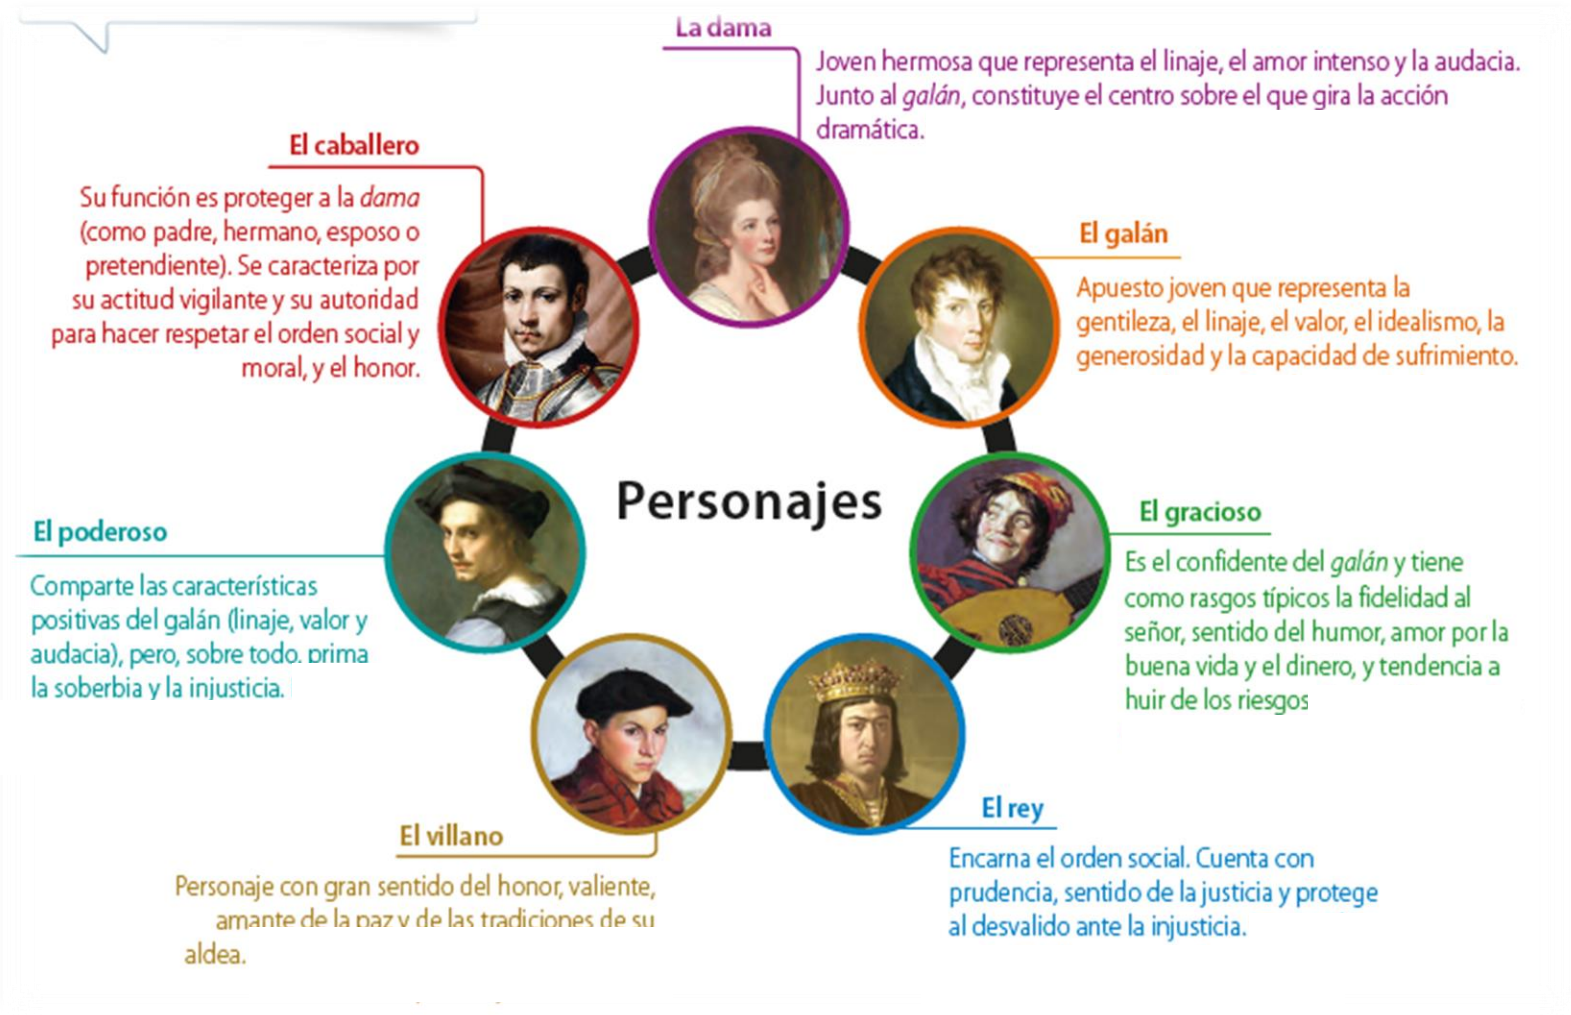 La dama
Joven hermosa que representa el linaje, el amor intenso y la audacia.
Junto al galán, constituye el centro sobre el que gira la acción
dramática.
El caballero
Su función es proteger a la dama
(como padre, hermano, esposo o
pretendiente). Se caracteriza por
su actitud vigilante y su autoridad
para hacer respetar el orden social y
moral, y el honor.
El galán
Apuesto joven que representa la
gentileza, el linaje, el valor, el idealismo, la
generosidad y la capacidad de sufrimiento.
Personajes
El gracioso
Es el confidente del galán y tiene
como rasgos típicos la fidelidad al
señor, sentido del humor, amor por la
buena vida y el dinero, y tendencia a
huir de los riesgos
El poderoso
Comparte las características
positivas del galán (linaje, valor y
audacia), pero, sobre todo, prima
la soberbia y la injusticia.
El rey
Encarna el orden social. Cuenta con
prudencia, sentido de la justicia y protege
al desvalido ante la injusticia.
El villano
Personaje con gran sentido del honor, valiente,
amante de la paz y de las tradiciones de su
aldea.